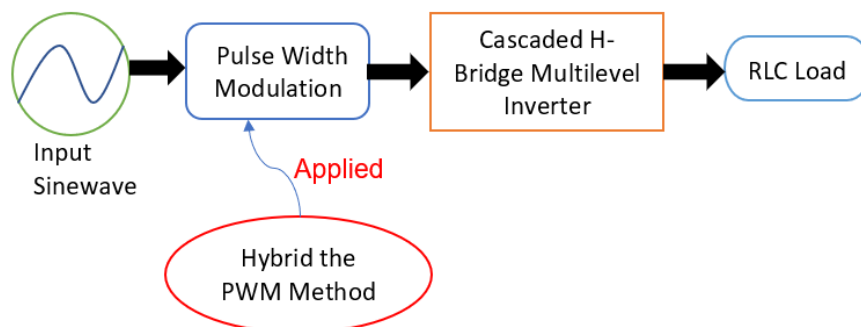 Input
Sinewave
Pulse Width
Modulation
Cascaded H-
Bridge Multilevel
Inverter
RLC Load
Applied
Hybrid the
PWM Method